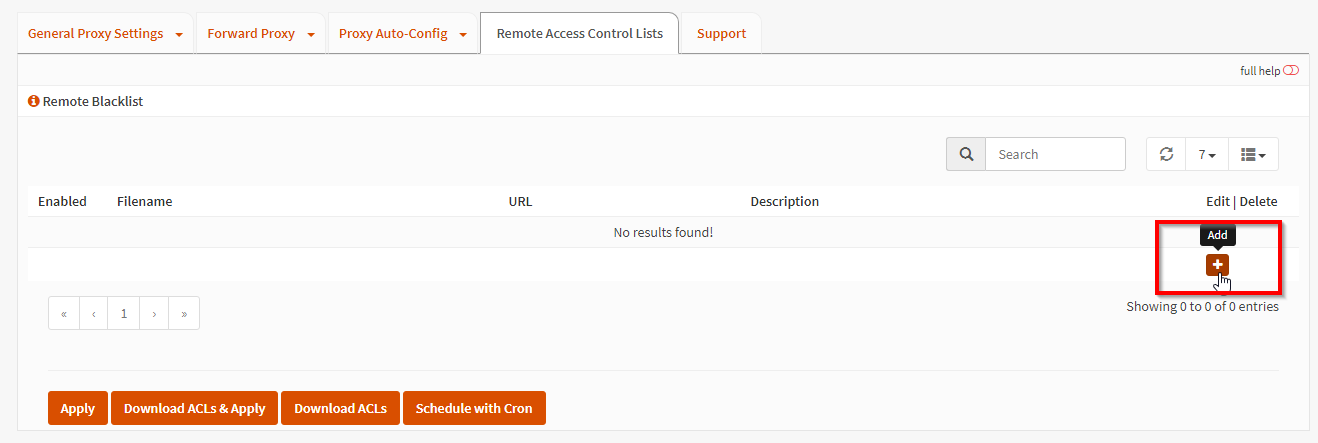 General Proxy Settings Forward Proxy Proxy Auto-Config Remote Access Control Lists Support
full help
Remote Blacklist
Search 7
Enabled Filename URL Description Edit | Delete
No results found!
Add
« ‹ 1 › »
Showing 0 to 0 of 0 entries
Apply Download ACLs & Apply Download ACLs Schedule with Cron